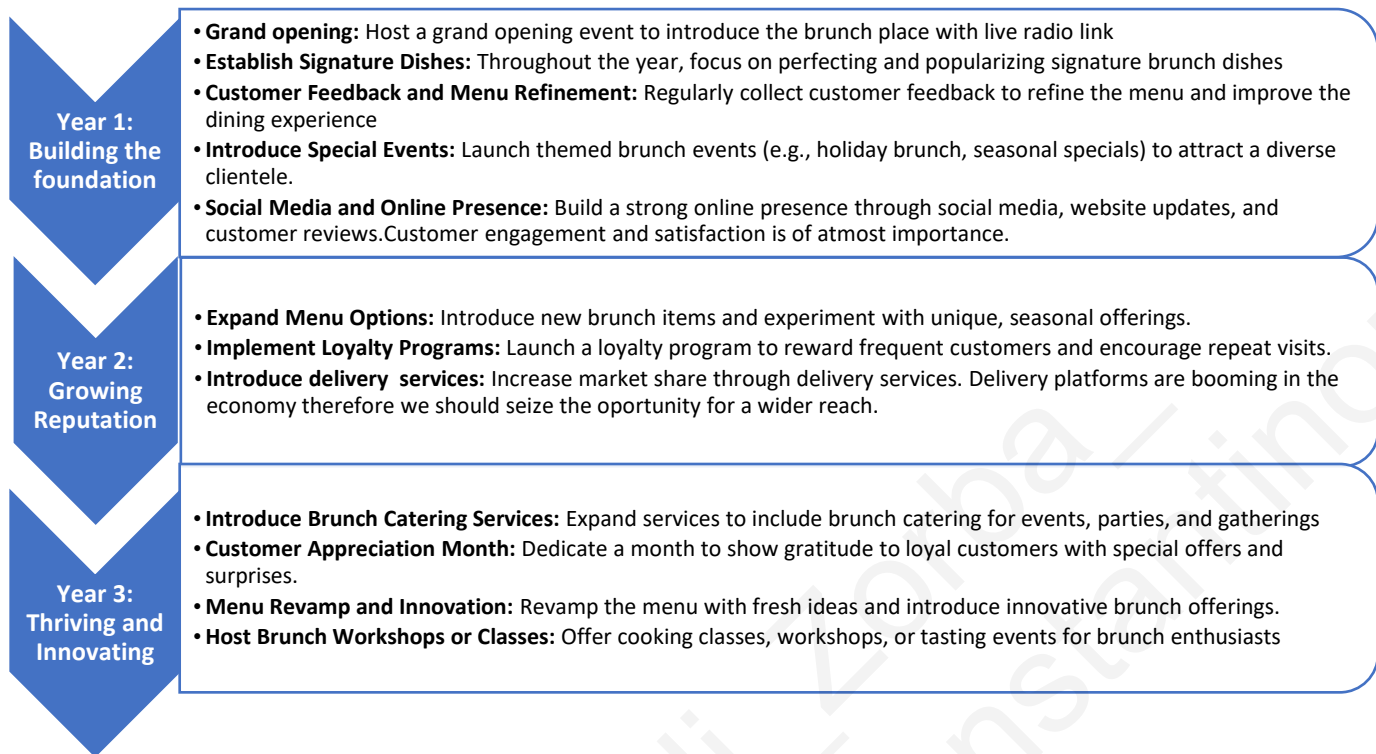 Year 1:
Building the
foundation
• Grand opening: Host a grand opening event to introduce the brunch place with live radio link
• Establish Signature Dishes: Throughout the year, focus on perfecting and popularizing signature brunch dishes
• Customer Feedback and Menu Refinement: Regularly collect customer feedback to refine the menu and improve the
dining experience
• Introduce Special Events: Launch themed brunch events (e.g., holiday brunch, seasonal specials) to attract a diverse
clientele.
• Social Media and Online Presence: Build a strong online presence through social media, website updates, and
customer reviews.Customer engagement and satisfaction is of atmost importance.
Year 2:
Growing
Reputation
• Expand Menu Options: Introduce new brunch items and experiment with unique, seasonal offerings.
• Implement Loyalty Programs: Launch a loyalty program to reward frequent customers and encourage repeat visits.
• Introduce delivery  services: Increase market share through delivery services. Delivery platforms are booming in the
economy therefore we should seize the oportunity for a wider reach.
Year 3:
Thriving and
Innovating
• Introduce Brunch Catering Services: Expand services to include brunch catering for events, parties, and gatherings
• Customer Appreciation Month: Dedicate a month to show gratitude to loyal customers with special offers and
surprises.
• Menu Revamp and Innovation: Revamp the menu with fresh ideas and introduce innovative brunch offerings.
• Host Brunch Workshops or Classes: Offer cooking classes, workshops, or tasting events for brunch enthusiasts
Zorba_